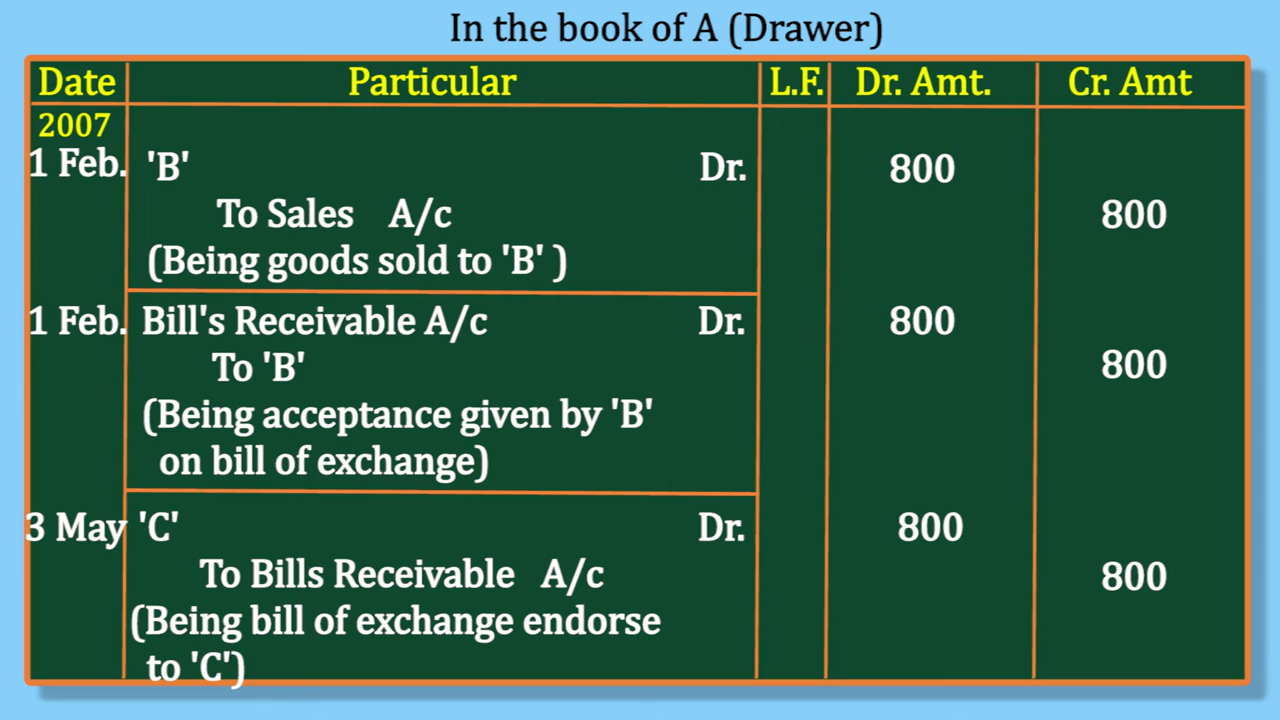 In the book of A (Drawer)
Date Particular L.F. Dr. Amt. Cr. Amt
2007
1 Feb. 'B' Dr. 800
To Sales A/c 800
(Being goods sold to 'B' )
1 Feb. Bill's Receivable A/c Dr. 800
To 'B' 800
(Being acceptance given by 'B'
on bill of exchange)
3 May 'C' Dr. 800
To Bills Receivable A/c 800
(Being bill of exchange endorse
to 'C')